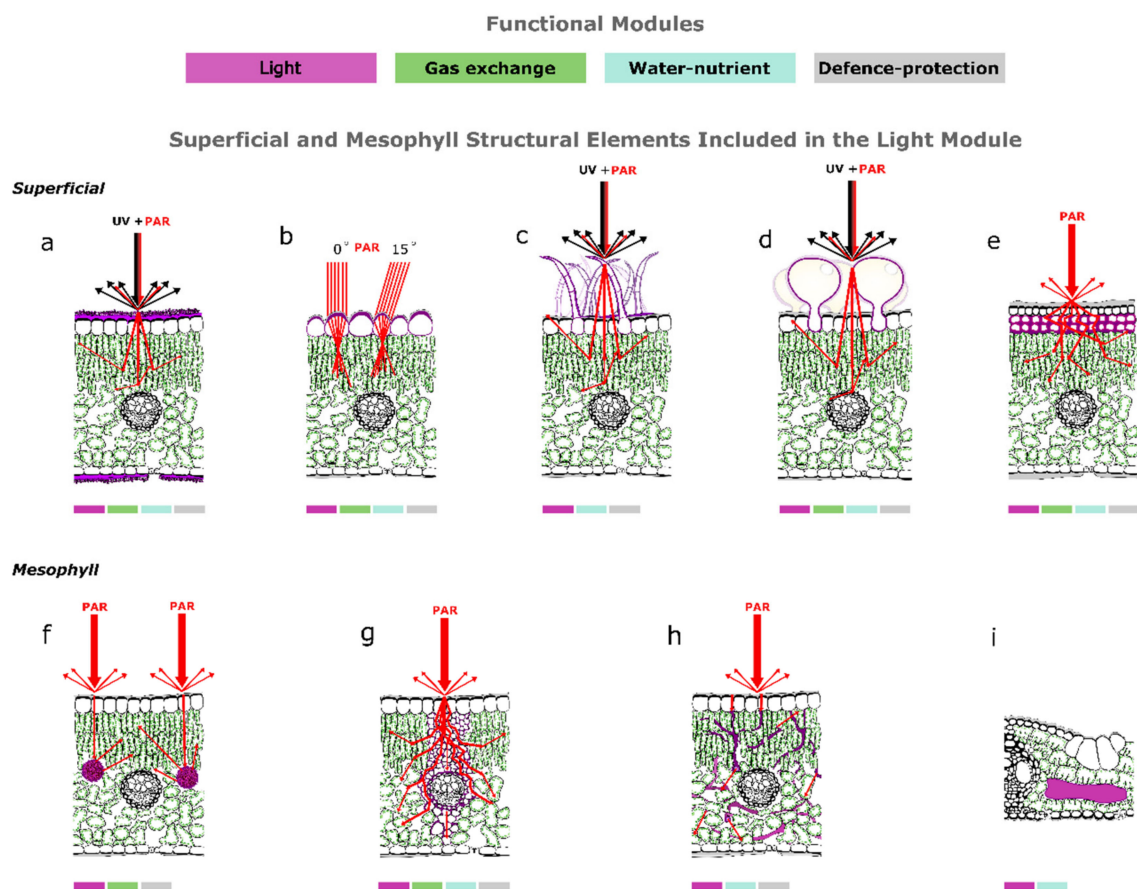 Functional Modules
Light
Gas exchange
Water-nutrient
Defence-protection
Superficial and Mesophyll Structural Elements Included in the Light Module
Superficial
a
UV +PAR
b
0° PAR 15°
c
UV +PAR
d
UV +PAR
e
PAR
Mesophyll
f
PAR
PAR
g
PAR
h
PAR
i